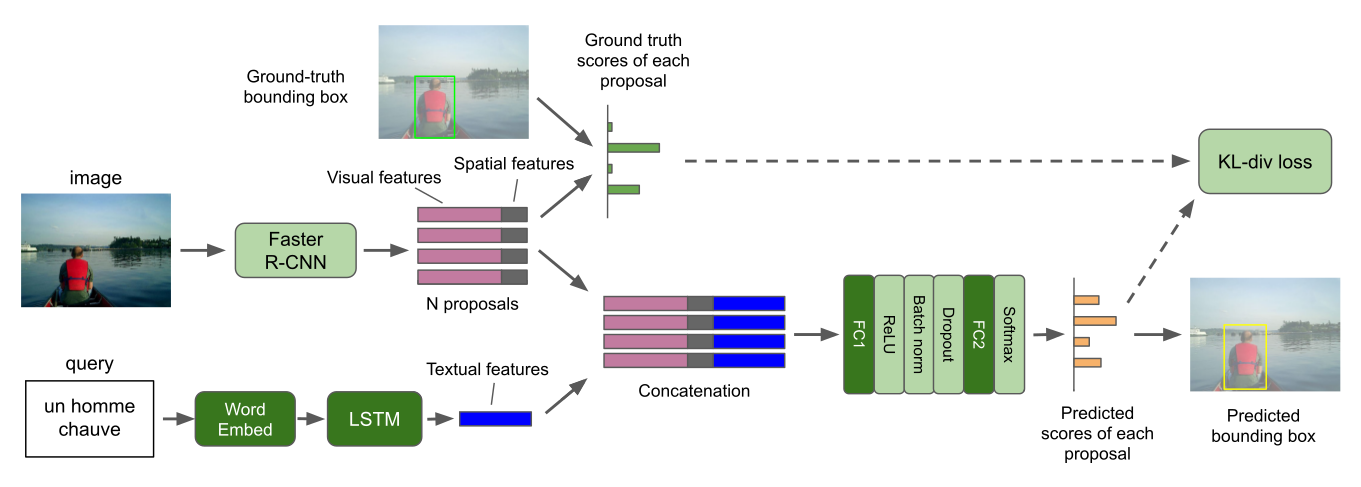 Ground-truth
bounding box
Ground truth
scores of each
proposal
KL-div loss
image
Visual features
Spatial features
Faster
R-CNN
N proposals
query
un homme
chauve
Word
Embed
LSTM
Textual features
Concatenation
FC1
ReLU
Batch norm
Dropout
FC2
Softmax
Predicted
scores of each
proposal
Predicted
bounding box